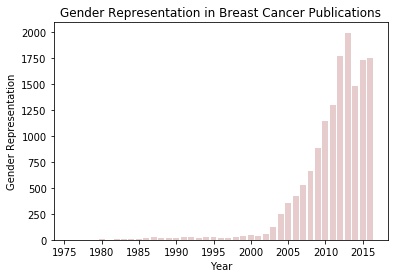 Gender Representation in Breast Cancer Publications
2000
1750
1500
1250
1000
750
500
250
0
Gender Representation
1975 1980 1985 1990 1995 2000 2005 2010 2015
Year